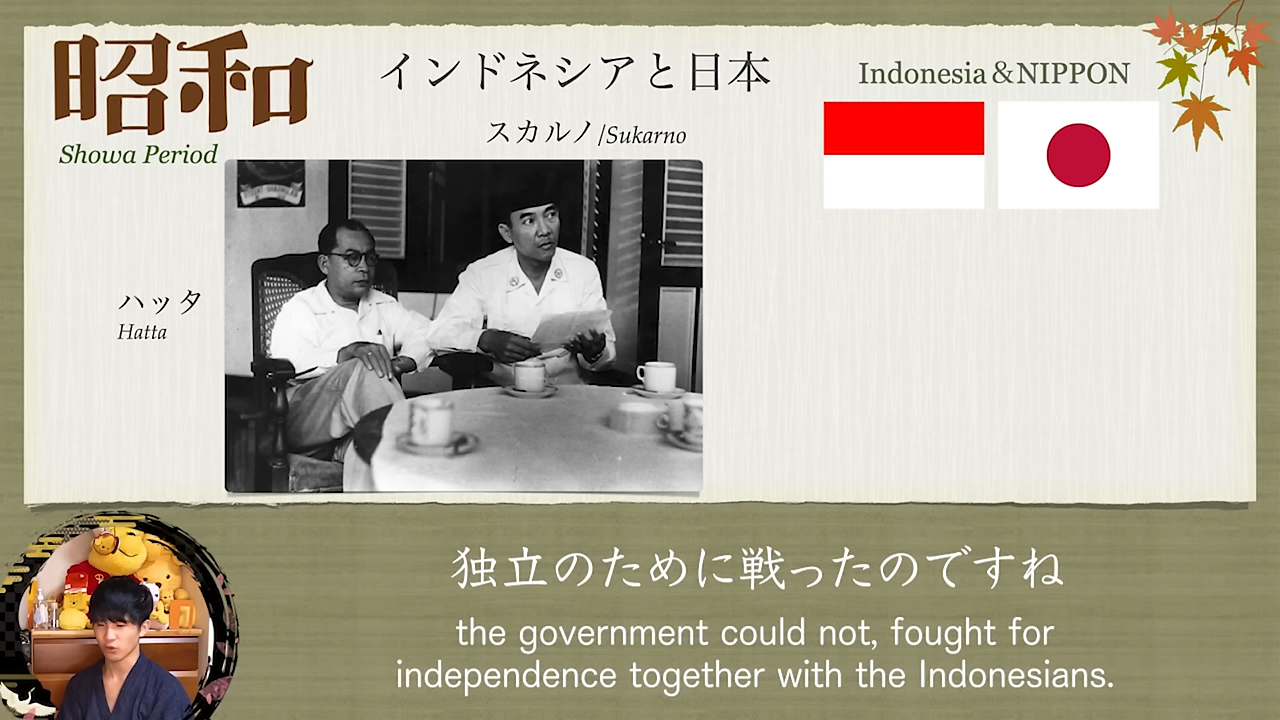 昭和
Showa Period
インドネシアと日本
Indonesia&NIPPON
スカルノ/Sukarno
ハッタ
Hatta
独立のために戦ったのですね
the government could not, fought for
independence together with the Indonesians.